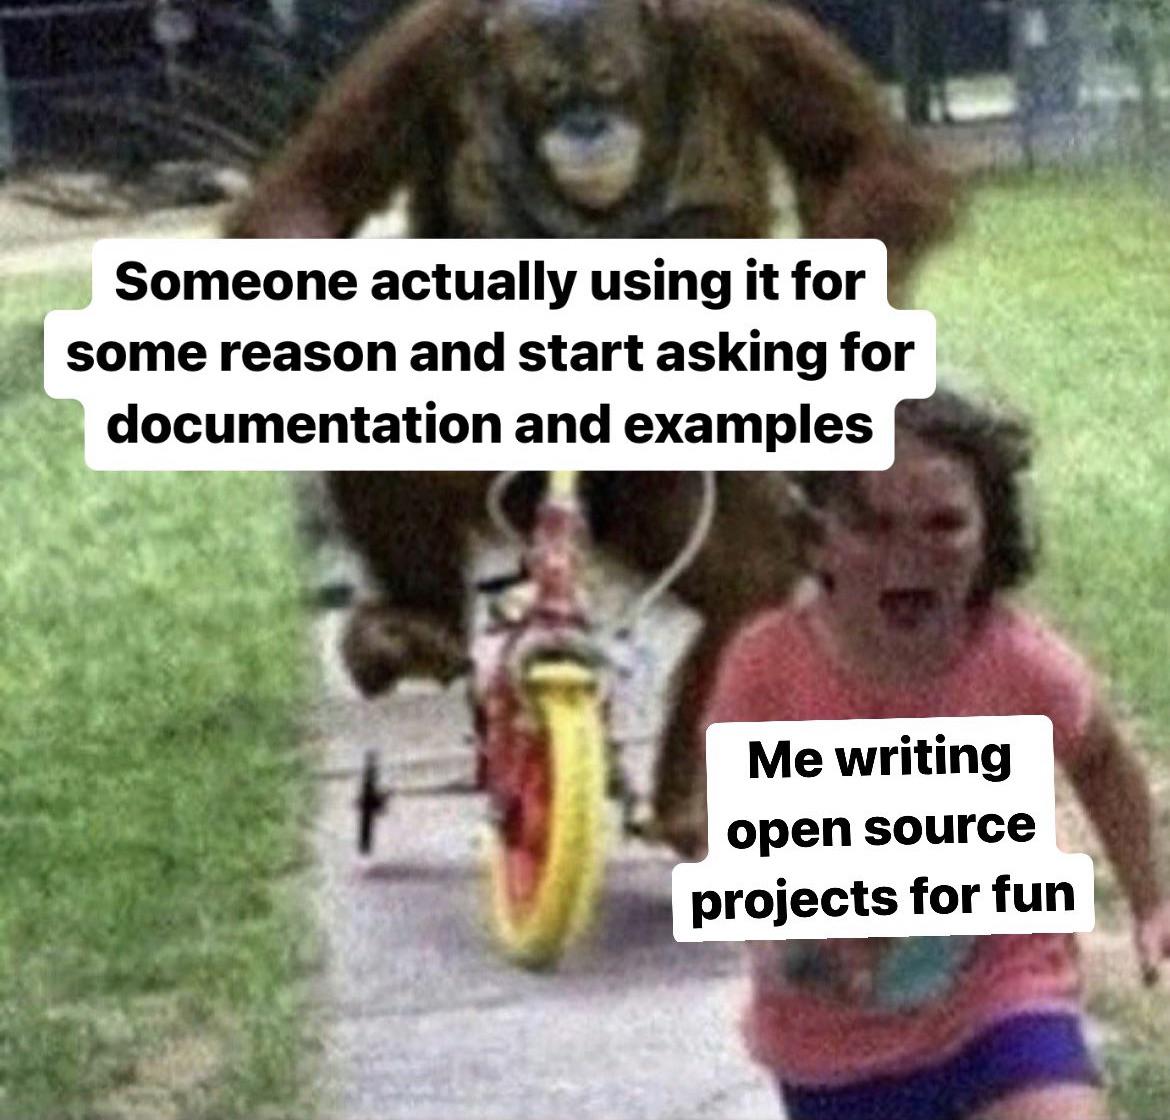 Someone actually using it for
some reason and start asking for
documentation and examples
Me writing
open source
projects for fun